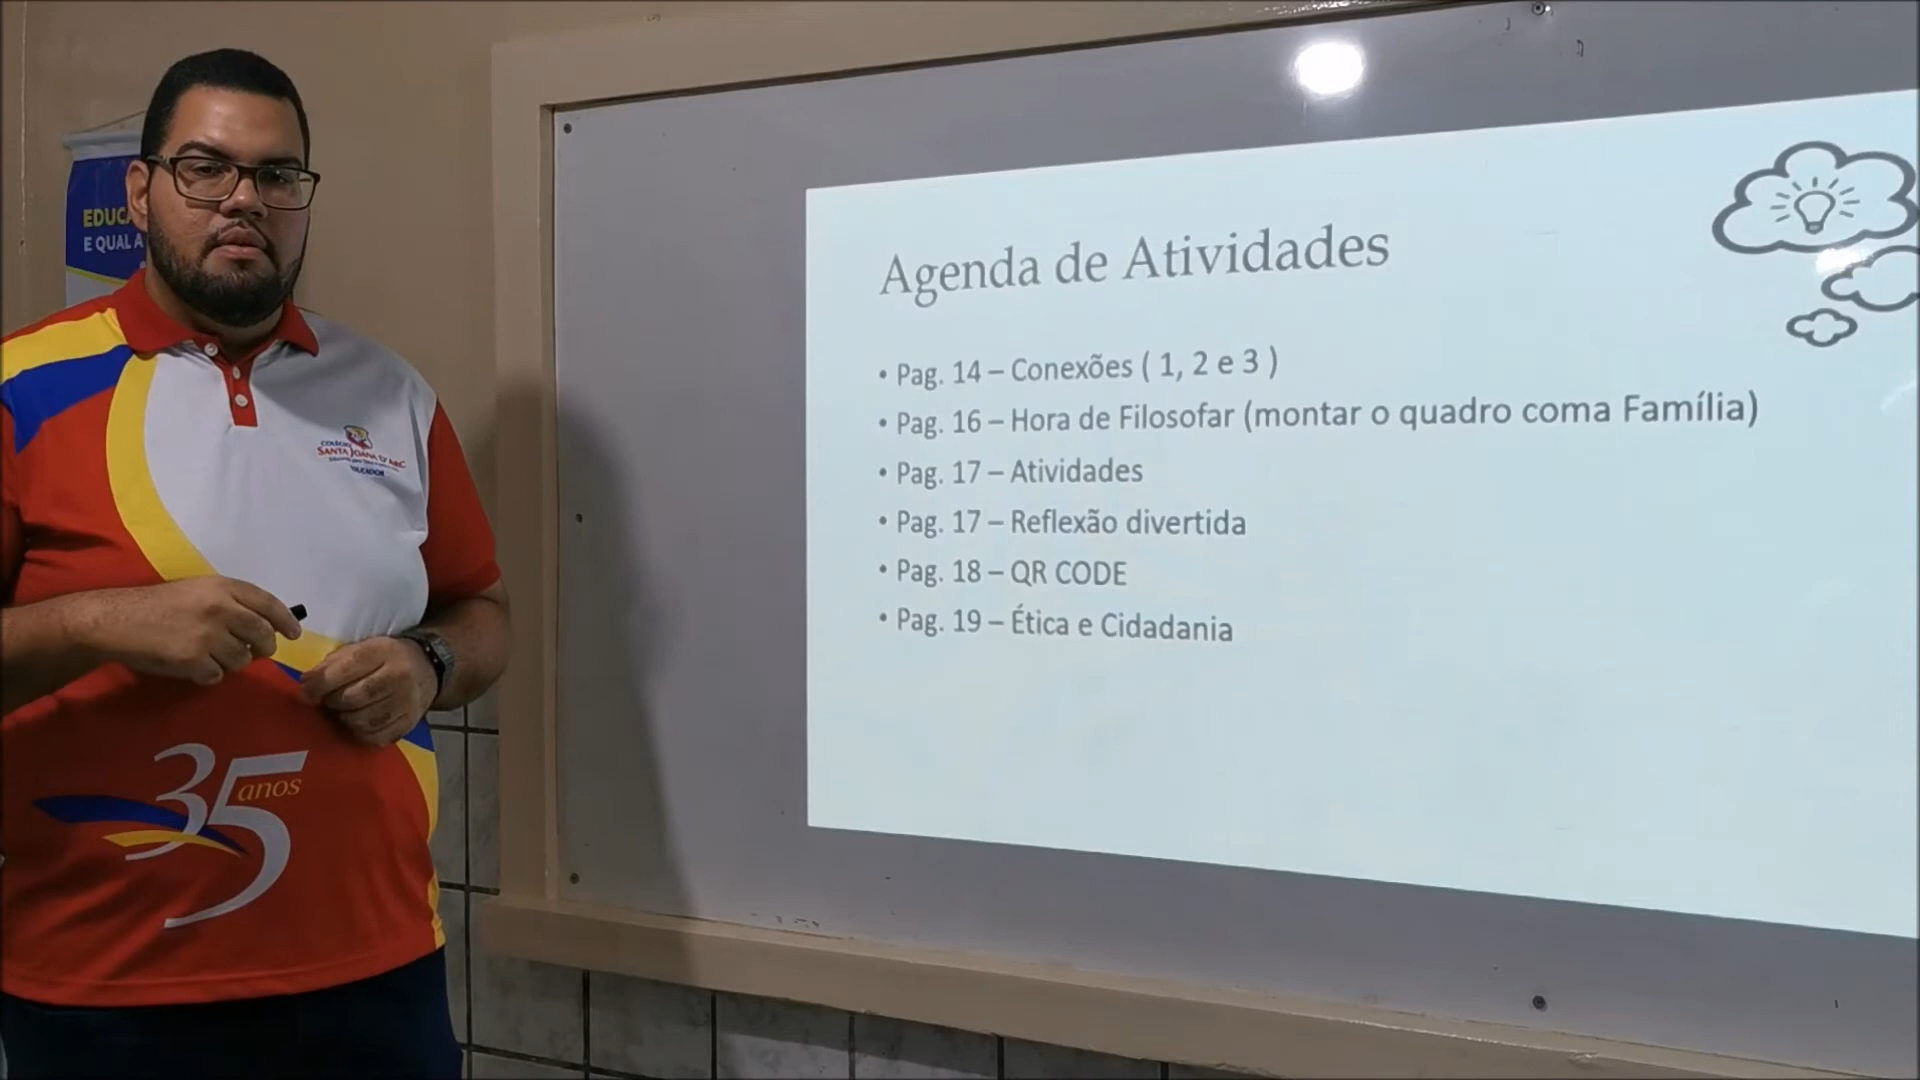 EDUCA
E QUAL A
COLÉGIO
SANTA JOANA D'ARC
EDUCADOR
35
anos
Agenda de Atividades
• Pag. 14 – Conexões ( 1, 2 e 3 )
• Pag. 16 – Hora de Filosofar (montar o quadro coma Família)
• Pag. 17 – Atividades
• Pag. 17 – Reflexão divertida
• Pag. 18 – QR CODE
• Pag. 19 – Ética e Cidadania